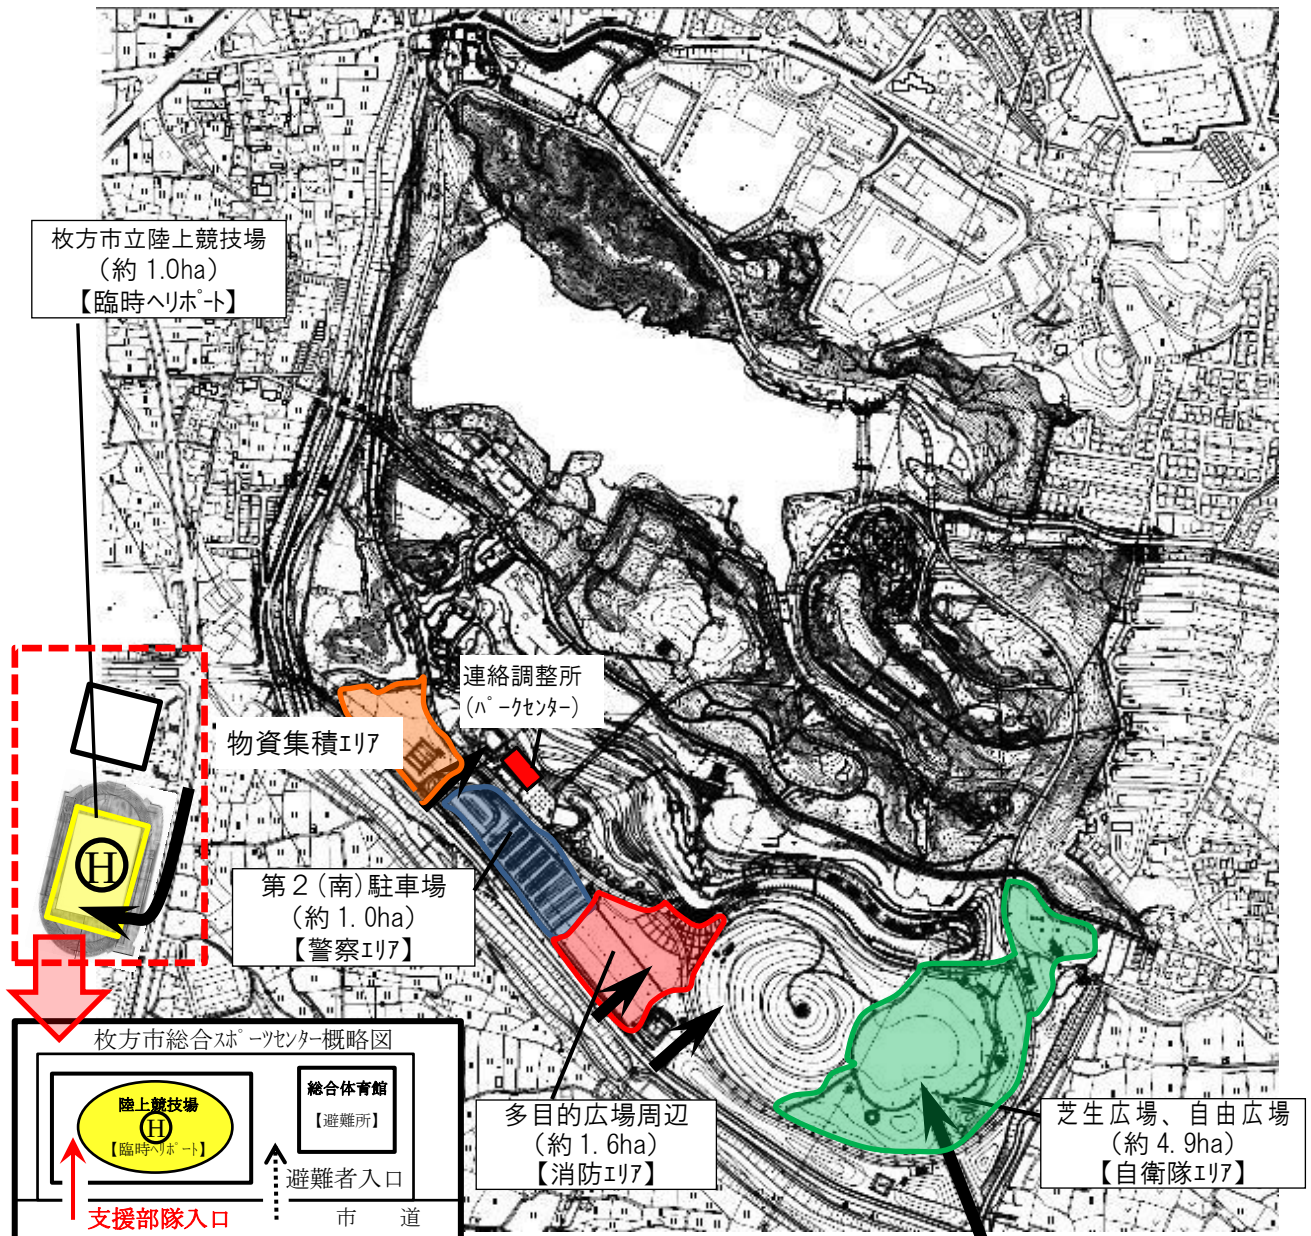 枚方市立陸上競技場
（約 1.0ha）
【臨時ヘリポート】
連絡調整所
（パークセンター）
物資集積エリア
H
第２（南）駐車場
（約 1.0ha）
【警察エリア】
多目的広場周辺
（約 1.6ha）
【消防エリア】
芝生広場、自由広場
（約 4.9ha）
【自衛隊エリア】
枚方市総合スポーツセンター概略図
陸上競技場
H
【臨時ヘリポート】
総合体育館
【避難所】
避難者入口
支援部隊入口
市　道